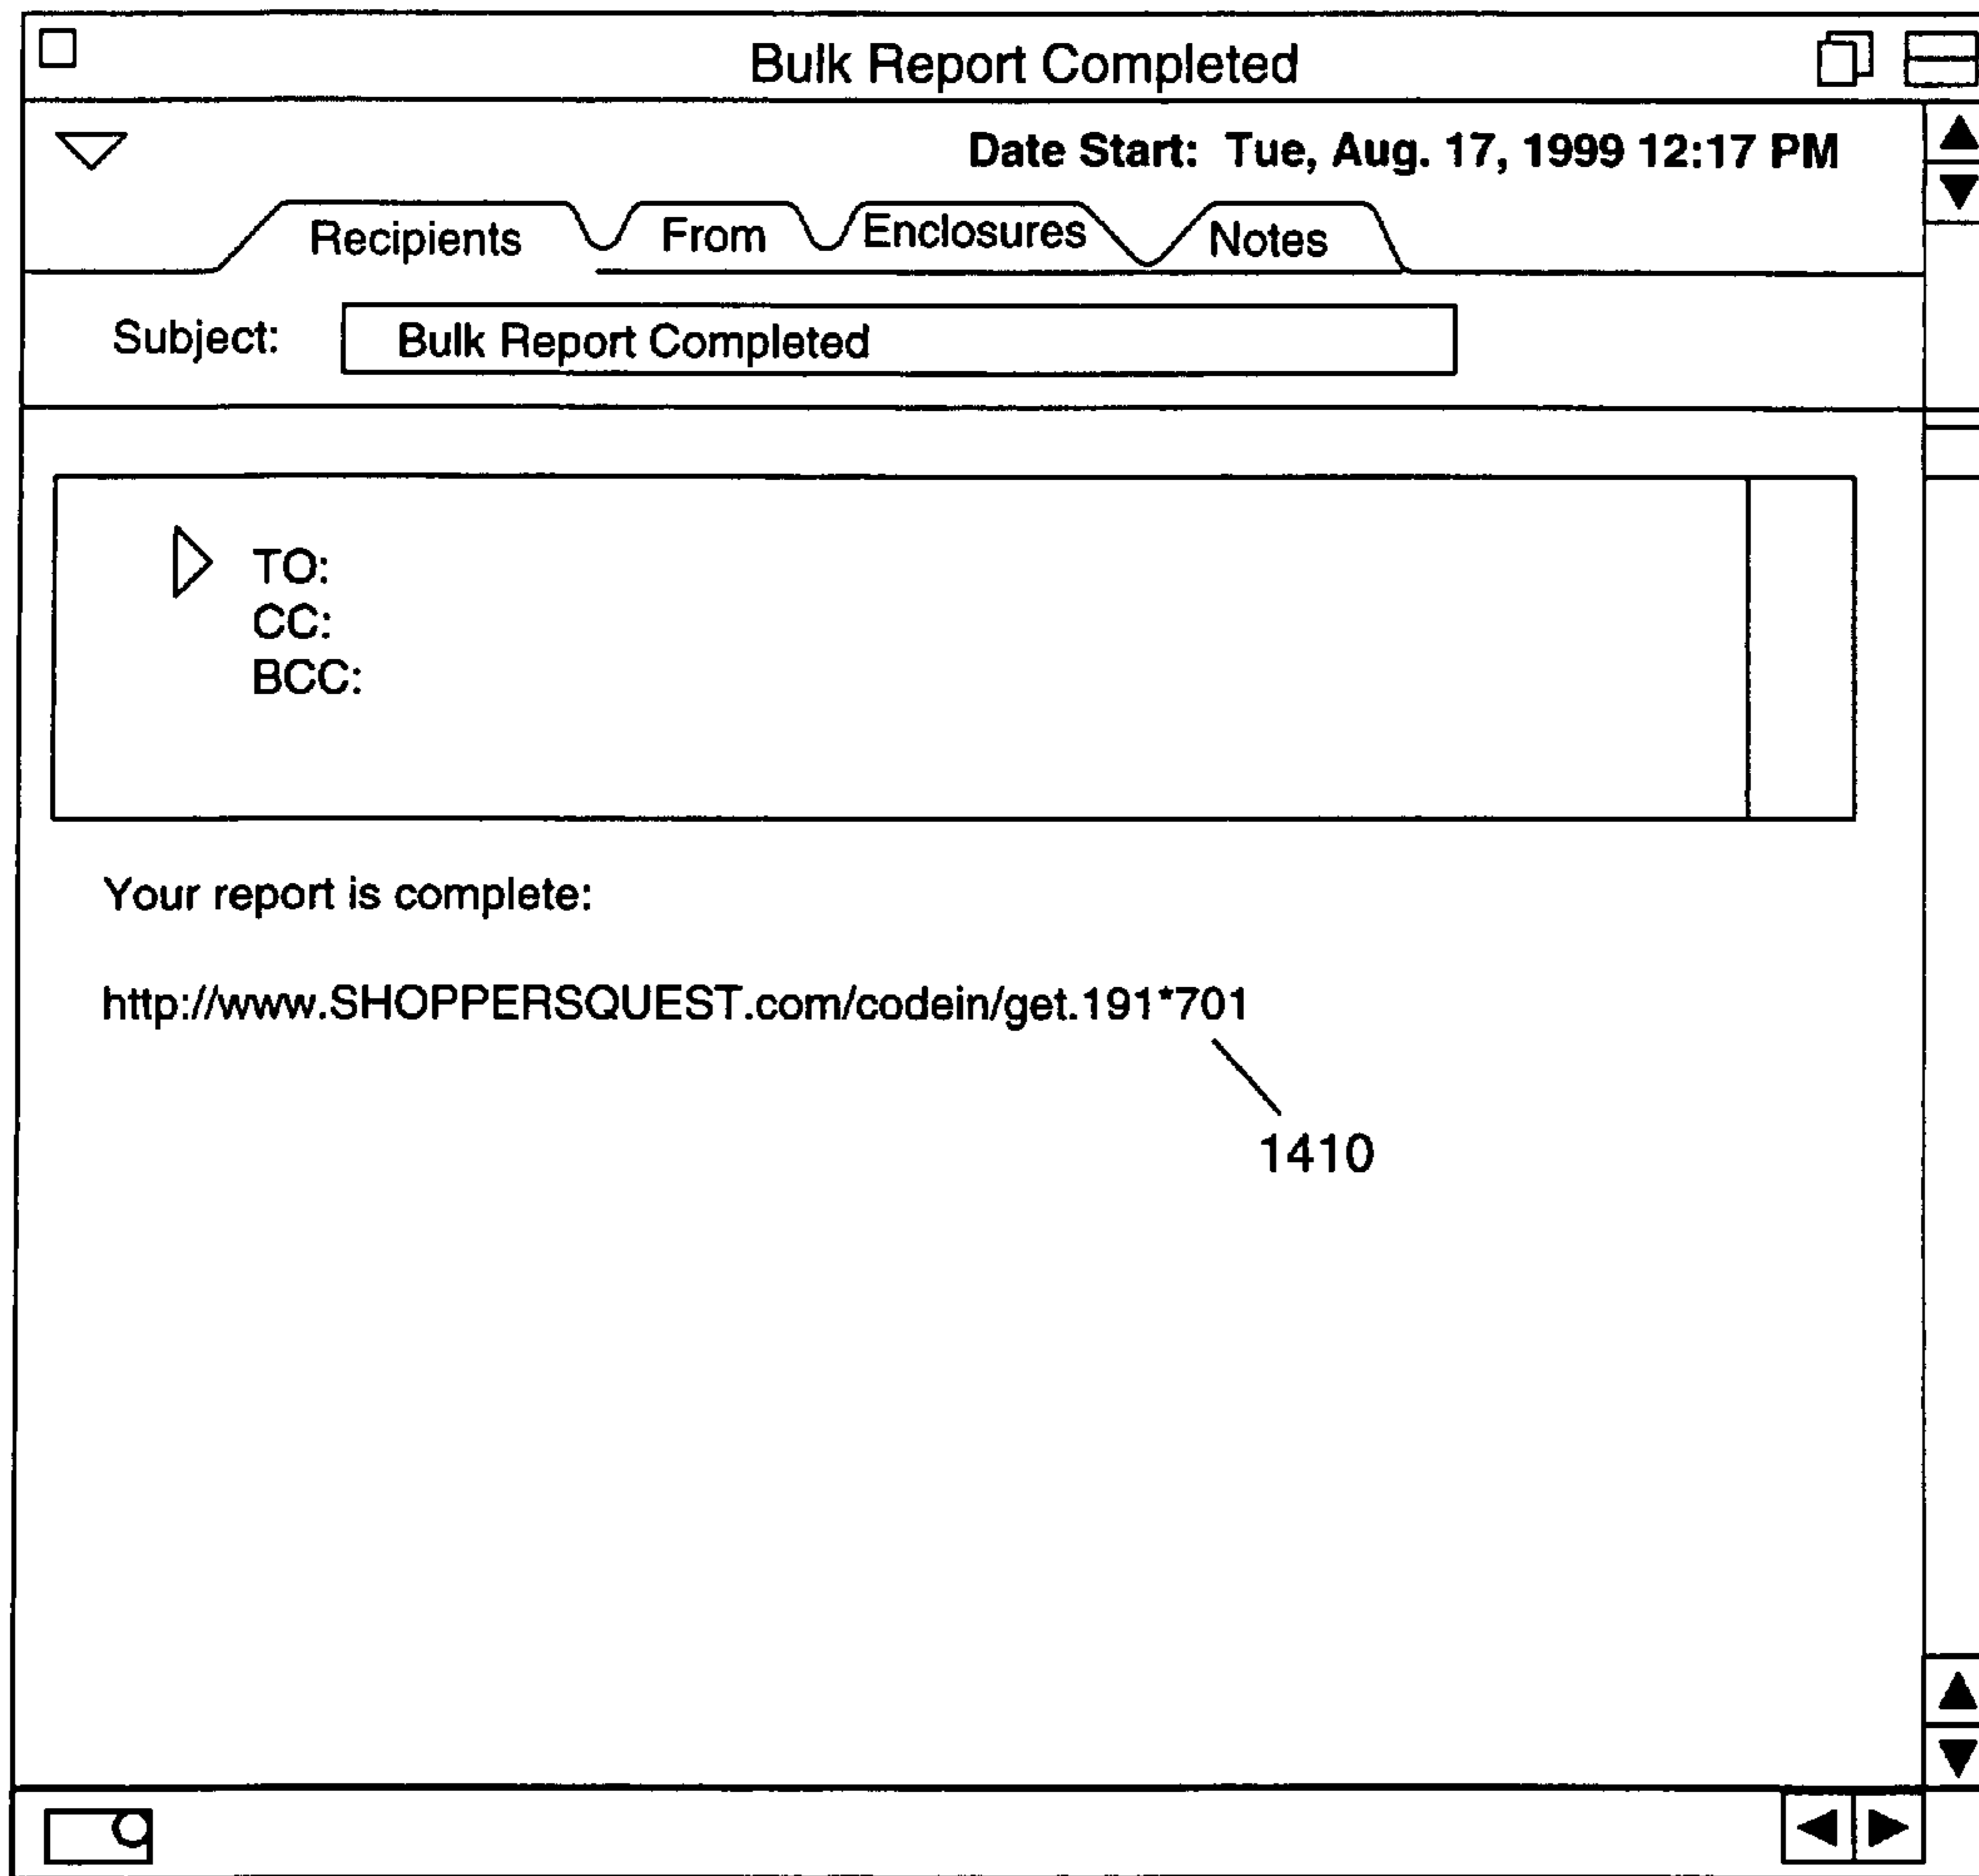 Bulk Report Completed
Date Start: Tue, Aug. 17, 1999 12:17 PM
Recipients From Enclosures Notes
Subject: Bulk Report Completed
TO:
CC:
BCC:
Your report is complete:
http://www.SHOPPERSQUEST.com/codein/get.191*701
1410